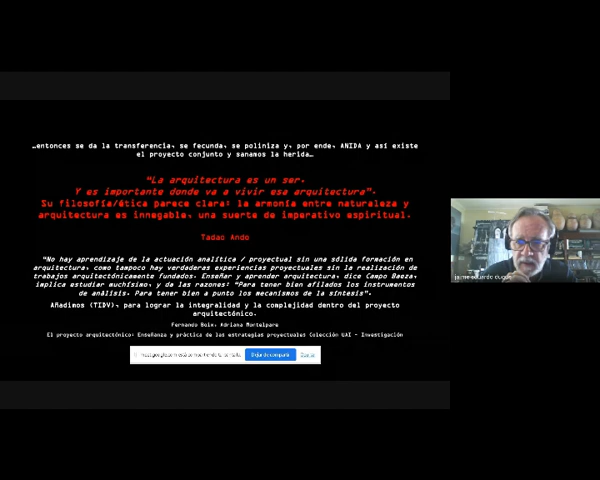 …entonces se da la transferencia, se fecunda, se poliniza y, por ende, ANIDA y así existe
el proyecto conjunto y sanamos la herida…
“La arquitectura es un ser.
Y es importante donde va a vivir esa arquitectura”.
Su filosofía/ética parece clara: la armonía entre naturaleza y
arquitectura es innegable, una suerte de imperativo espiritual.
Tadao Ando
“No hay aprendizaje de la actuación analítica / proyectual sin una sólida formación en
arquitectura, como tampoco hay verdaderas experiencias proyectuales sin la realización de
trabajos arquitectónicamente fundados. Enseñar y aprender arquitectura, dice Campo Baeza,
implica estudiar muchísimo, y da las razones: “Para tener bien afilados los instrumentos
de análisis. Para tener bien a punto los mecanismos de la síntesis”.
Añadimos (TIDV), para lograr la integralidad y la complejidad dentro del proyecto
arquitectónico.
Fernando Boix, Adriana Montelpare
El proyecto arquitectónico: Enseñanza y práctica de las estrategias proyectuales Colección UAI - Investigación
meet.google.com está compartiendo tu pantalla.
Dejar de compartir
Ocultar
jaime eduardo duque